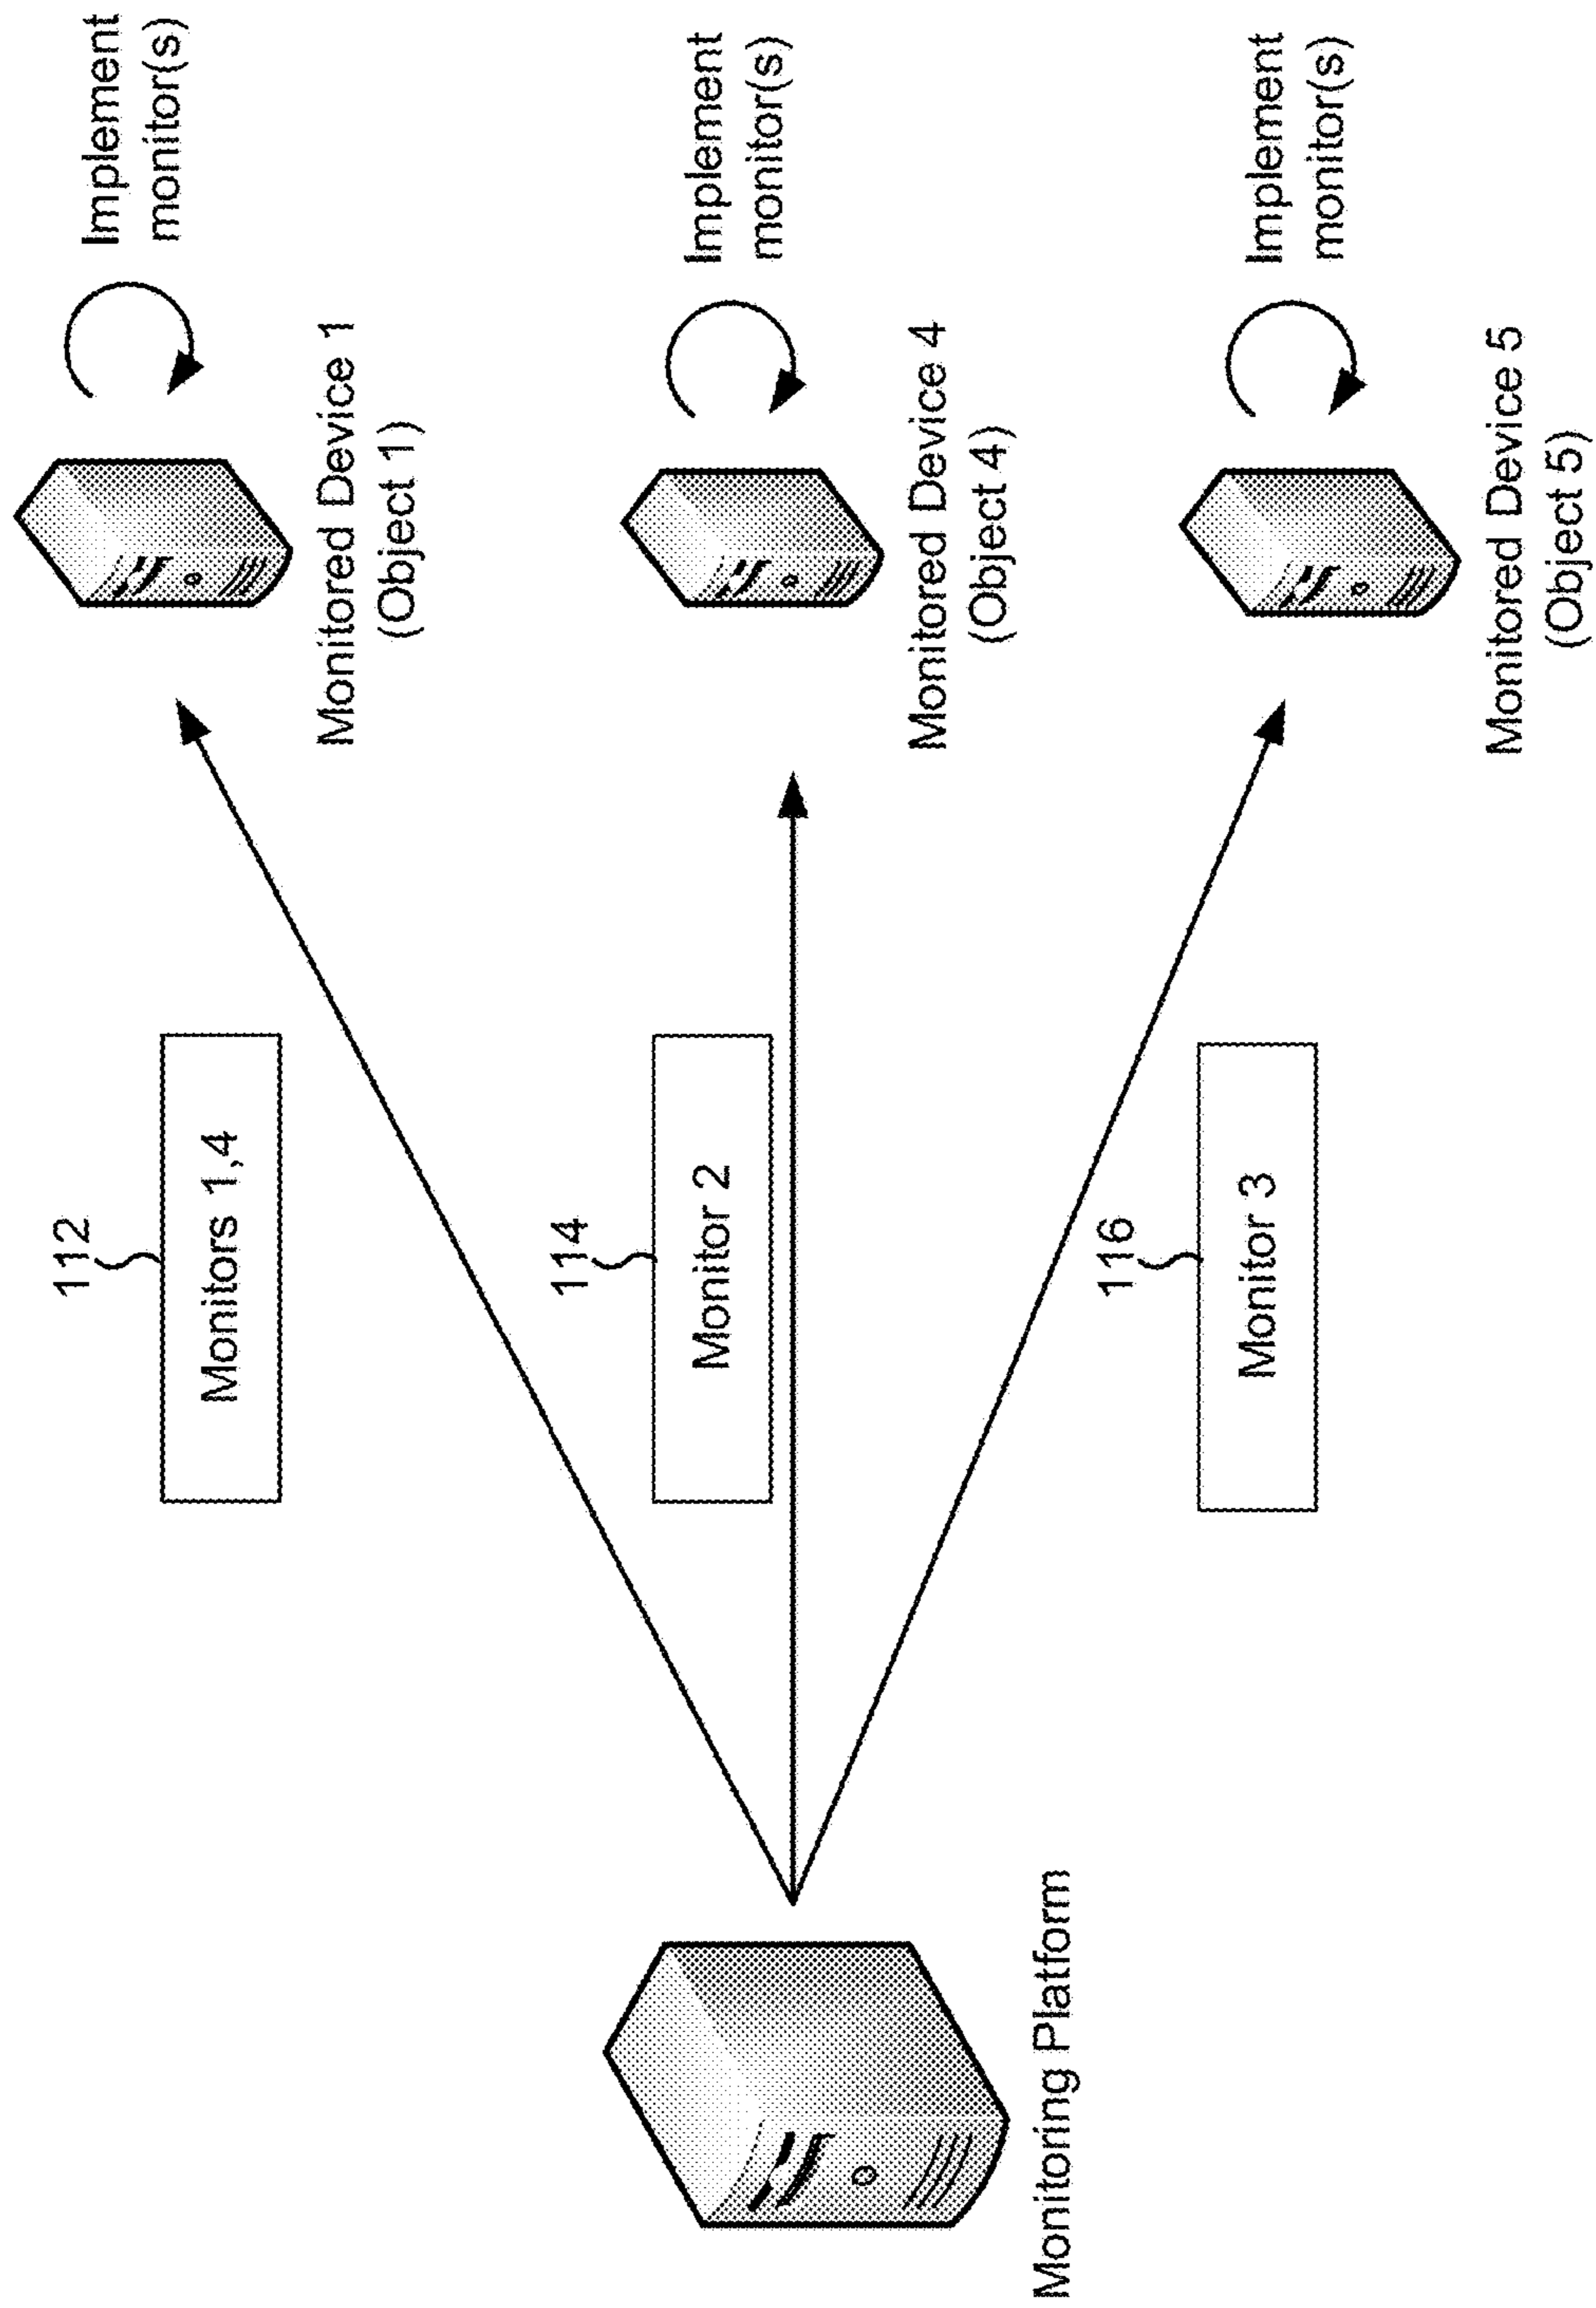 112
Monitors 1,4
Implement
monitor(s)
Monitored Device 1
(Object 1)
114
Monitor 2
Implement
monitor(s)
Monitored Device 4
(Object 4)
Monitoring Platform
116
Monitor 3
Implement
monitor(s)
Monitored Device 5
(Object 5)